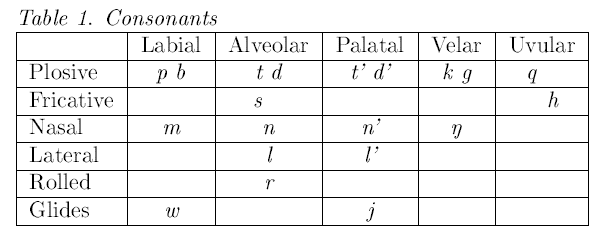 Table 1. Consonants
Labial Alveolar Palatal Velar Uvular
Plosive p b t d t' d' k g q
Fricative s h
Nasal m n n' ŋ
Lateral l l'
Rolled r
Glides w j